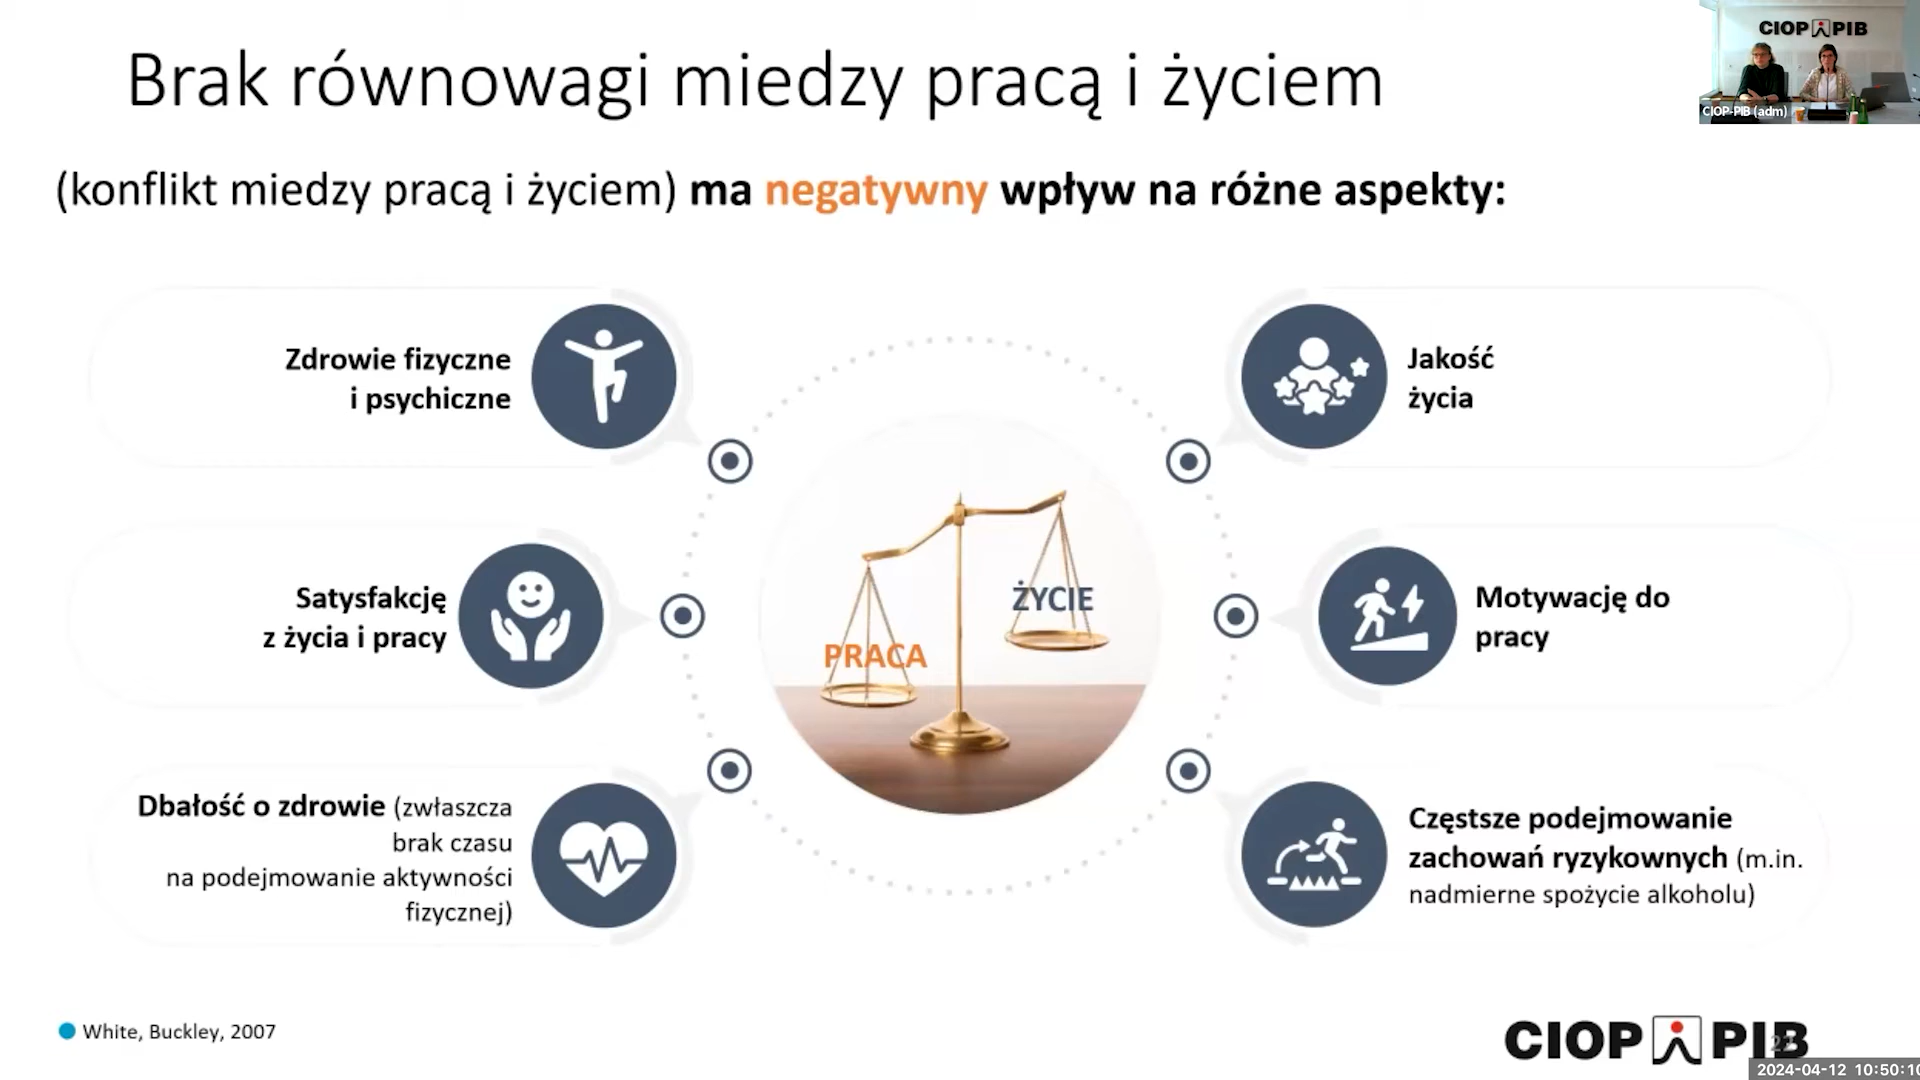 Brak równowagi miedzy pracą i życiem
CIOP PIB
CIOP-PIB (adm)
(konflikt miedzy pracą i życiem) ma negatywny wpływ na różne aspekty:
Zdrowie fizyczne
i psychiczne
Jakość
życia
Satysfakcję
z życia i pracy
PRACA
ŻYCIE
Motywację do
pracy
Dbałość o zdrowie (zwłaszcza
brak czasu
na podejmowanie aktywności
fizycznej)
Częstsze podejmowanie
zachowań ryzykownych (m.in.
nadmierne spożycie alkoholu)
White, Buckley, 2007
CIOP PIB
2024-04-12 10:50:10